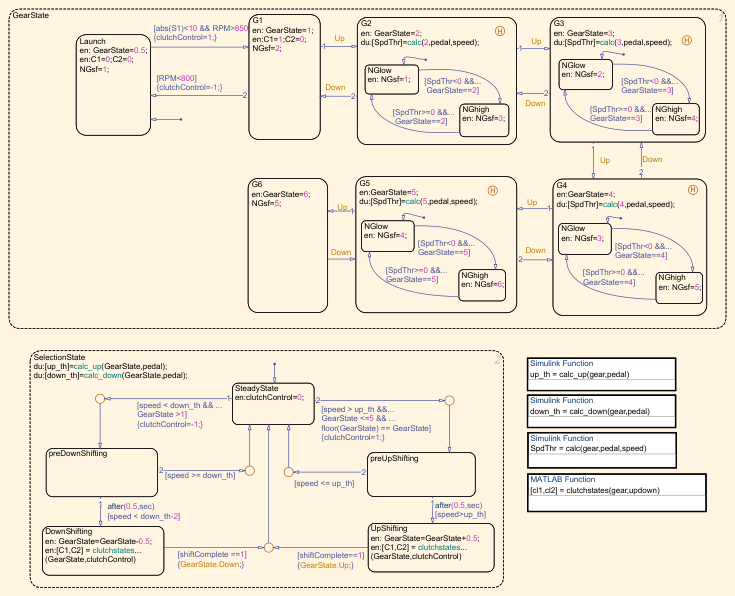 GearState
Launch
en: GearState=0.5;
en:C1=0;C2=0;
NGsf=1;
[abs(S1)<10 && RPM>850
{clutchControl=1;}
1
[RPM<800]
{clutchControl=-1;}
2
G1
en: GearState=1;
en:C1=1;C2=0;
NGsf=2;
1
Up
Down
2
G2
en: GearState=2;
du:[SpdThr]=calc(2,pedal,speed);
H
NGlow
en: NGsf=1;
[SpdThr<0 &&...
GearState==2]
[SpdThr>=0 &&...
GearState==2]
NGhigh
en: NGsf=3;
1
Up
Down
2
G3
en: GearState=3;
du:[SpdThr]=calc(3,pedal,speed);
H
NGlow
en: NGsf=2;
[SpdThr<0 &&...
GearState==3]
[SpdThr>=0 &&...
GearState==3]
NGhigh
en: NGsf=4;
1
Up
Down
2
G6
en: GearState=6;
NGsf=5;
Up
1
Down
2
G5
en:GearState=5;
du:[SpdThr]=calc(5,pedal,speed);
H
NGlow
en: NGsf=4;
[SpdThr<0 &&...
GearState==5]
[SpdThr>=0 &&...
GearState==5]
NGhigh
en: NGsf=6;
Up
1
Down
2
G4
en:GearState=4;
du:[SpdThr]=calc(4,pedal,speed);
H
NGlow
en: NGsf=3;
[SpdThr<0 &&...
GearState==4]
[SpdThr>=0 &&...
GearState==4]
NGhigh
en: NGsf=5;
SelectionState
2
du:[up_th]=calc_up(GearState,pedal);
du:[down_th]=calc_down(GearState,pedal);
SteadyState
en:clutchControl=0;
1
[speed < down_th && ...
GearState >1]
{clutchControl=-1;}
2
[speed > up_th &&...
GearState <=5 && ...
floor(GearState) == GearState]
{clutchControl=1;}
preDownShifting
2
[speed >= down_th]
preUpShifting
2
[speed <= up_th]
1
after(0.5,sec)
[speed < down_th-2]
1
after(0.5,sec)
[speed>up_th]
DownShifting
en: GearState=GearState-0.5;
en:[C1,C2] = clutchstates...
(GearState,clutchControl)
[shiftComplete ==1]
{GearState.Down;}
[shiftComplete==1]
{GearState.Up;}
UpShifting
en: GearState=GearState+0.5;
en:[C1,C2] = clutchstates...
(GearState,clutchControl)
Simulink Function
up_th = calc_up(gear,pedal)
Simulink Function
down_th = calc_down(gear,pedal)
Simulink Function
SpdThr = calc(gear,pedal,speed)
MATLAB Function
[cl1,cl2] = clutchstates(gear,updown)